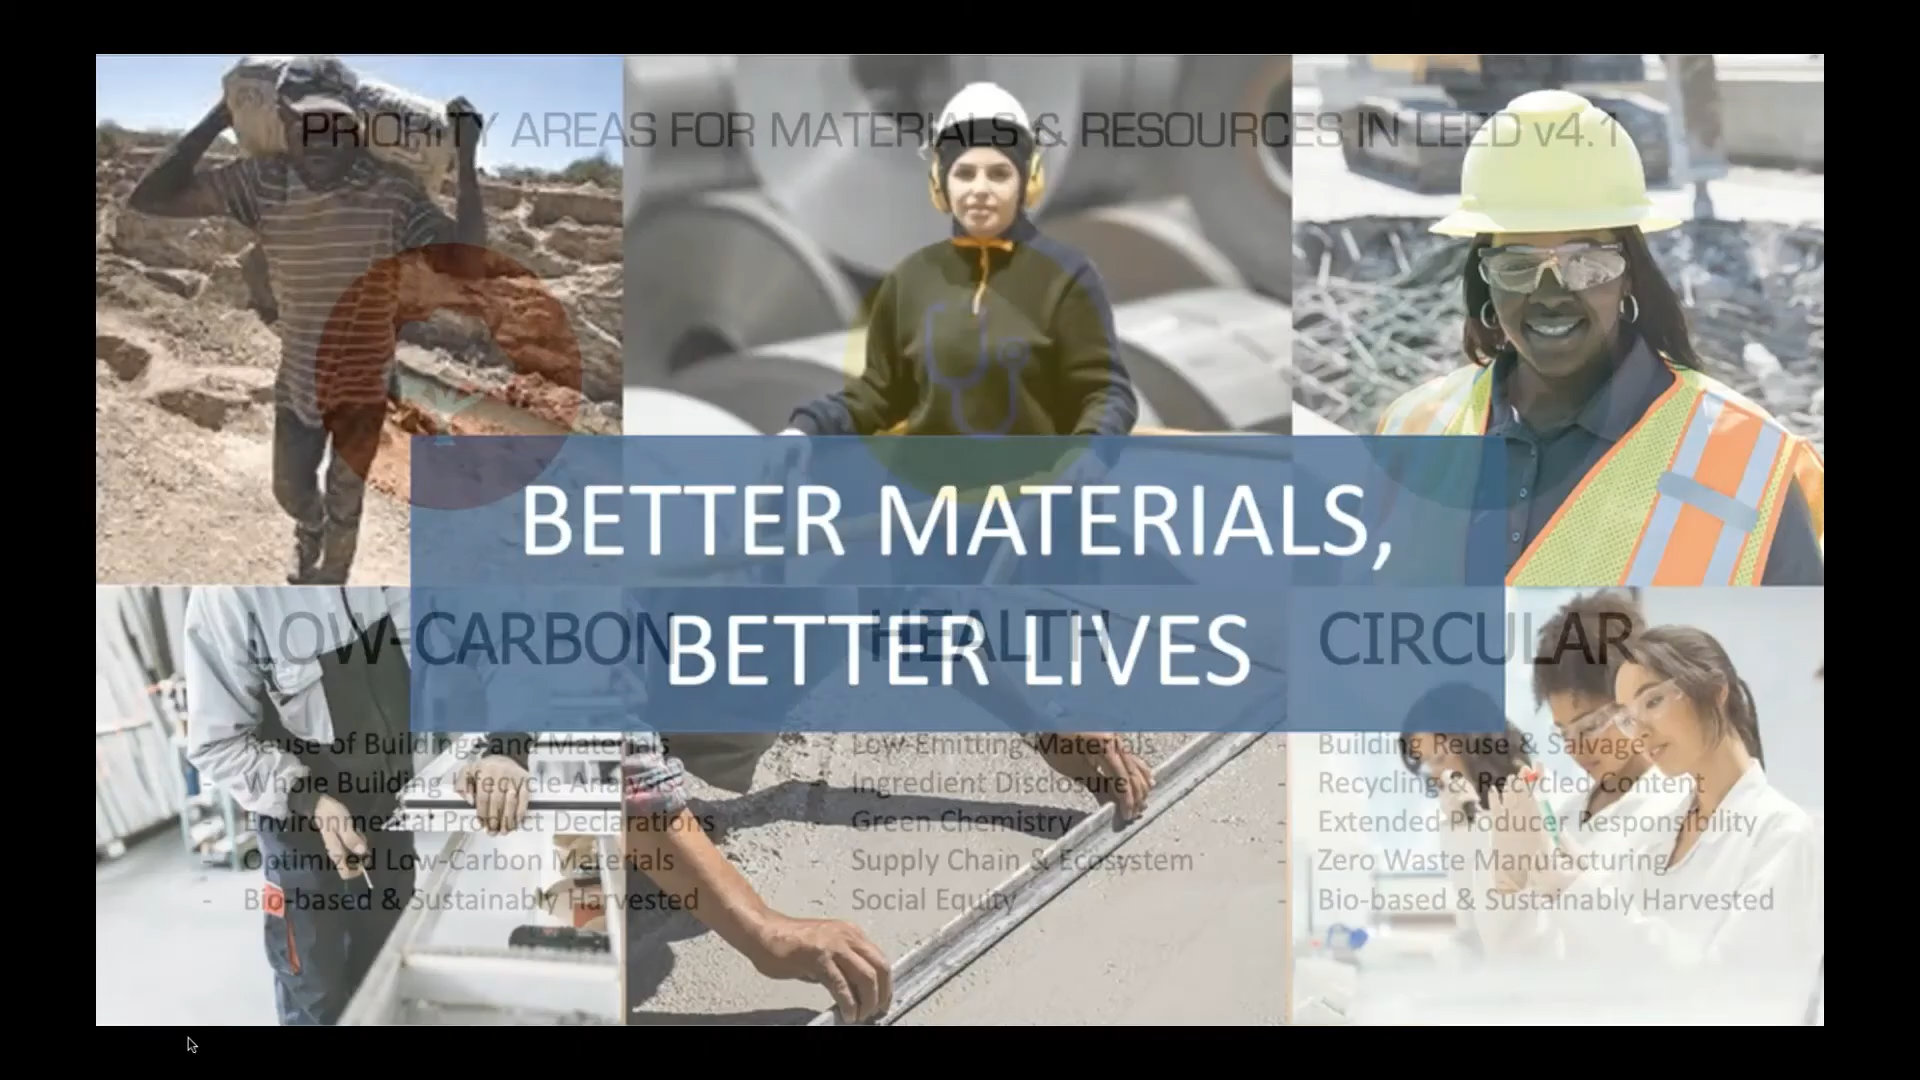 PRIORITY AREAS FOR MATERIALS & RESOURCES IN LEED v4.1
BETTER MATERIALS,
BETTER LIVES
LOW-CARBON
- Reuse of Buildings and Materials
- Whole Building Lifecycle Analysis
- Environmental Product Declarations
- Optimized Low-Carbon Materials
- Bio-based & Sustainably Harvested
HEALTH
- Low-Emitting Materials
- Ingredient Disclosure
- Green Chemistry
- Supply Chain & Ecosystem
- Social Equity
CIRCULAR
- Building Reuse & Salvage
- Recycling & Recycled Content
- Extended Producer Responsibility
- Zero Waste Manufacturing
- Bio-based & Sustainably Harvested